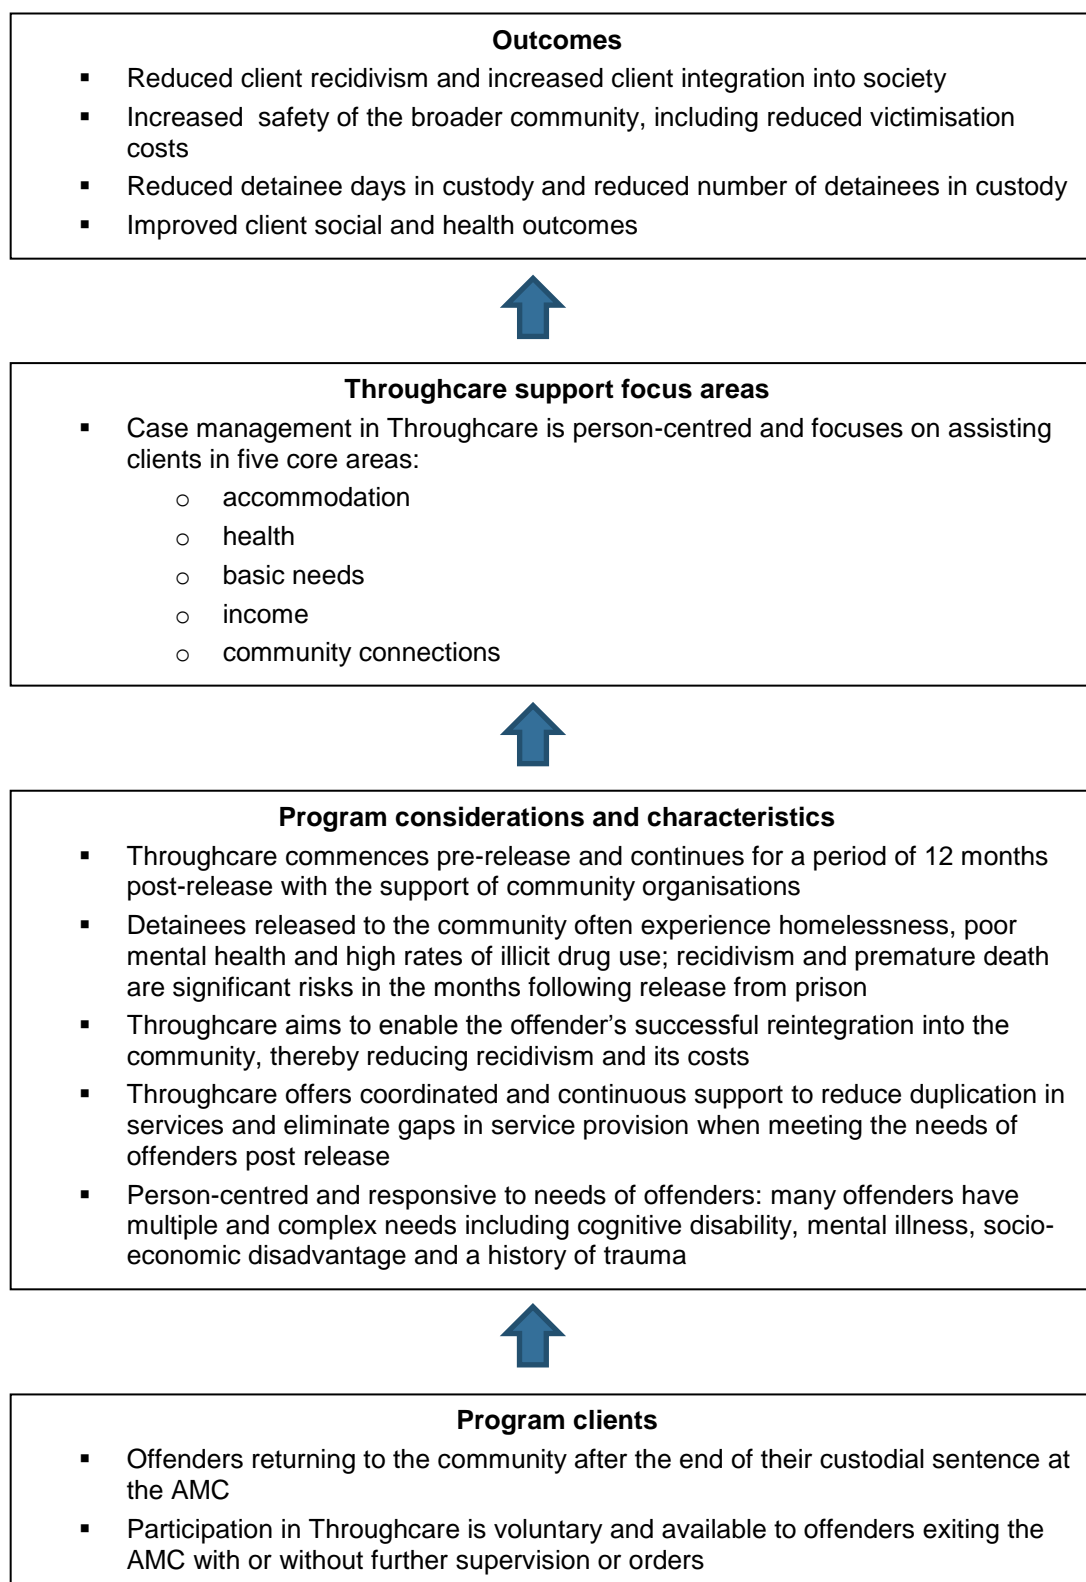 Outcomes
▪ Reduced client recidivism and increased client integration into society
▪ Increased  safety of the broader community, including reduced victimisation
costs
▪ Reduced detainee days in custody and reduced number of detainees in custody
▪ Improved client social and health outcomes
Throughcare support focus areas
▪ Case management in Throughcare is person-centred and focuses on assisting
clients in five core areas:
o accommodation
o health
o basic needs
o income
o community connections
Program considerations and characteristics
▪ Throughcare commences pre-release and continues for a period of 12 months
post-release with the support of community organisations
▪ Detainees released to the community often experience homelessness, poor
mental health and high rates of illicit drug use; recidivism and premature death
are significant risks in the months following release from prison
▪ Throughcare aims to enable the offender's successful reintegration into the
community, thereby reducing recidivism and its costs
▪ Throughcare offers coordinated and continuous support to reduce duplication in
services and eliminate gaps in service provision when meeting the needs of
offenders post release
▪ Person-centred and responsive to needs of offenders: many offenders have
multiple and complex needs including cognitive disability, mental illness, socio-
economic disadvantage and a history of trauma
Program clients
▪ Offenders returning to the community after the end of their custodial sentence at
the AMC
▪ Participation in Throughcare is voluntary and available to offenders exiting the
AMC with or without further supervision or orders